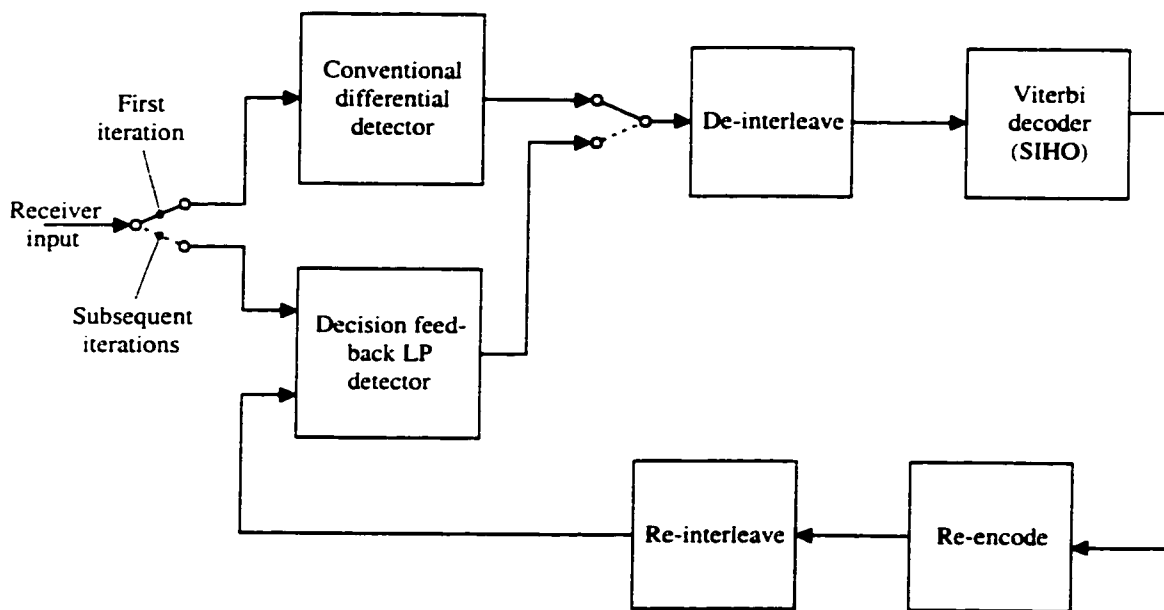 Conventional
differential
detector
First
iteration
De-interleave
Viterbi
decoder
(SIHO)
Receiver
input
Subsequent
iterations
Decision feed-
back LP
detector
Re-interleave
Re-encode